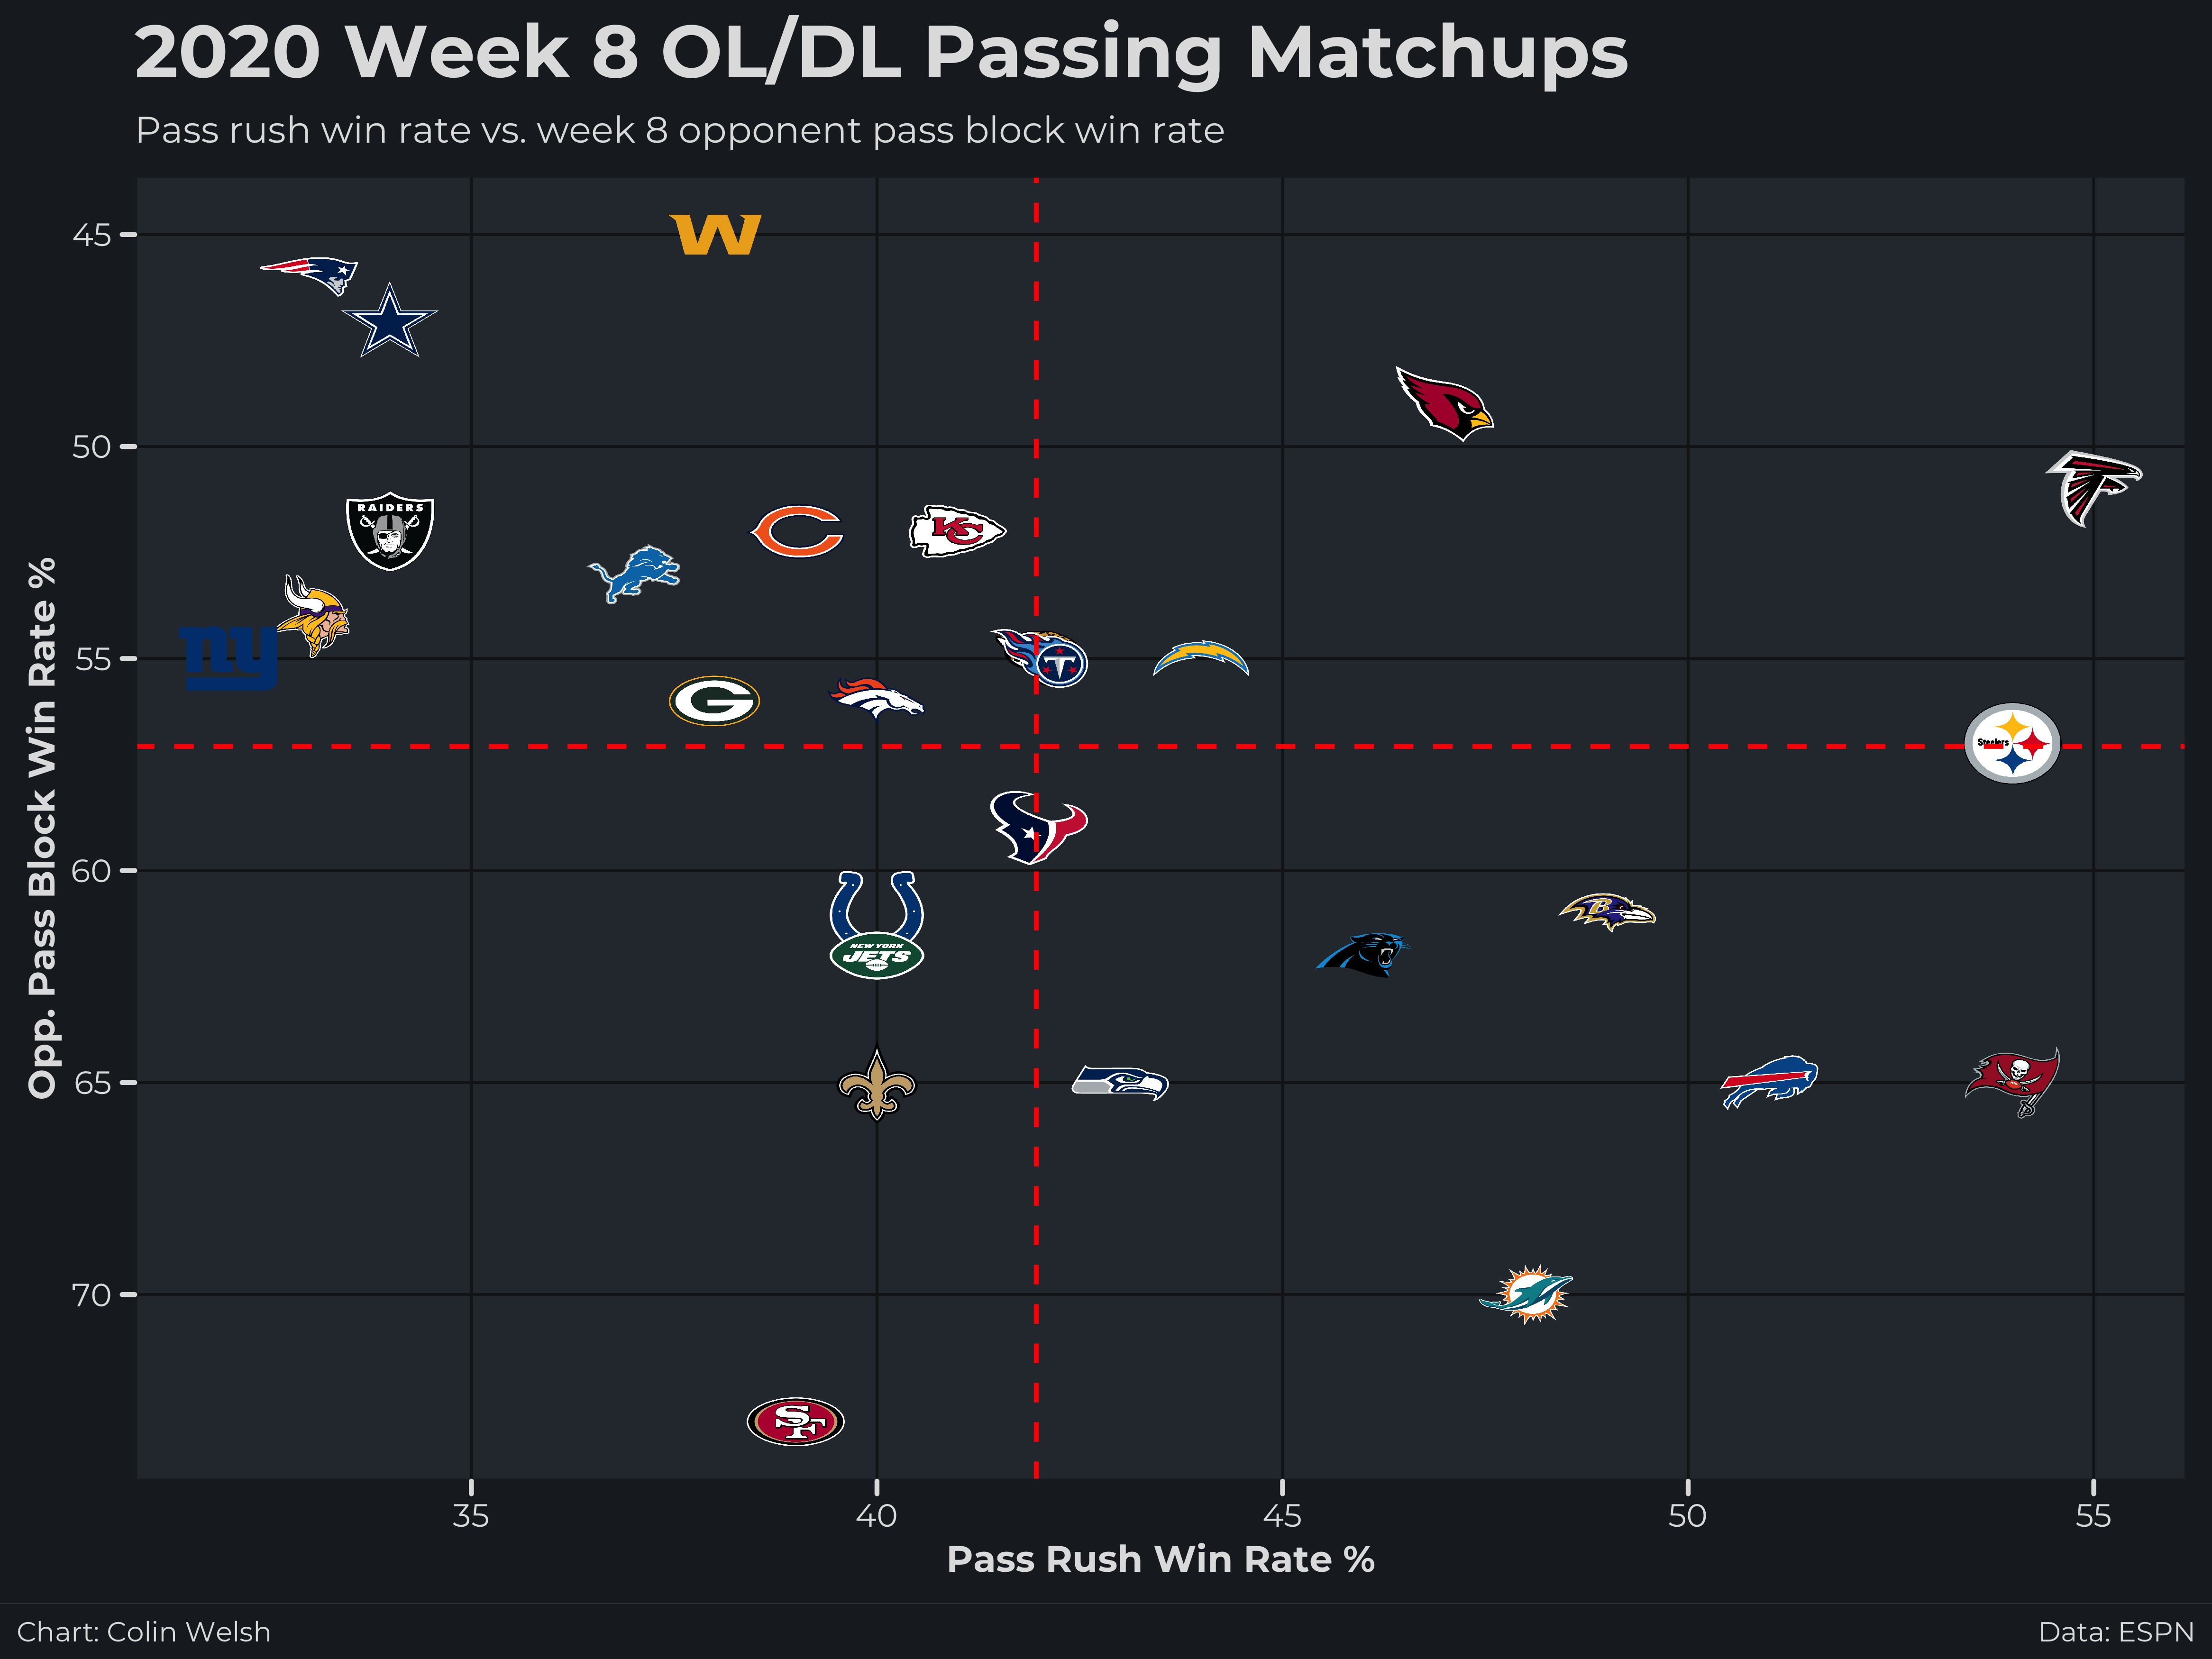 2020 Week 8 OL/DL Passing Matchups
Pass rush win rate vs. week 8 opponent pass block win rate
Opp. Pass Block Win Rate %
45
50
55
60
65
70
W
RAIDERS
C
KC
ny
G
T
Steelers
B
NEW YORK
JETS
SF
35
40
45
50
55
Pass Rush Win Rate %
Chart: Colin Welsh
Data: ESPN